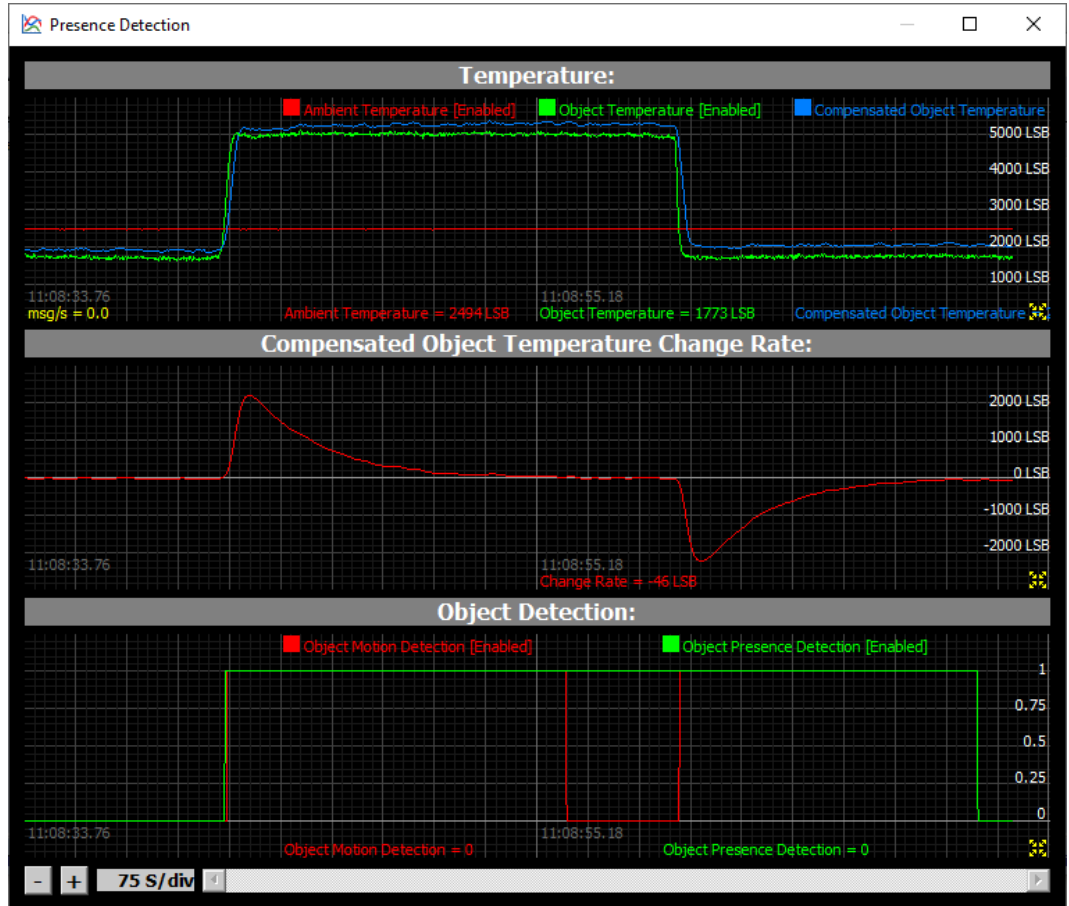 Presence Detection
Temperature:
Ambient Temperature [Enabled] Object Temperature [Enabled] Compensated Object Temperature
5000 LSB
4000 LSB
3000 LSB
2000 LSB
1000 LSB
11:08:33.76 11:08:55.18
msg/s = 0.0 Ambient Temperature = 2494 LSB Object Temperature = 1773 LSB Compensated Object Temperature
Compensated Object Temperature Change Rate:
2000 LSB
1000 LSB
0 LSB
-1000 LSB
-2000 LSB
11:08:33.76 11:08:55.18
Change Rate = -46 LSB
Object Detection:
Object Motion Detection [Enabled] Object Presence Detection [Enabled]
1
0.75
0.5
0.25
0
11:08:33.76 11:08:55.18
Object Motion Detection = 0 Object Presence Detection = 0
- + 75 S/div